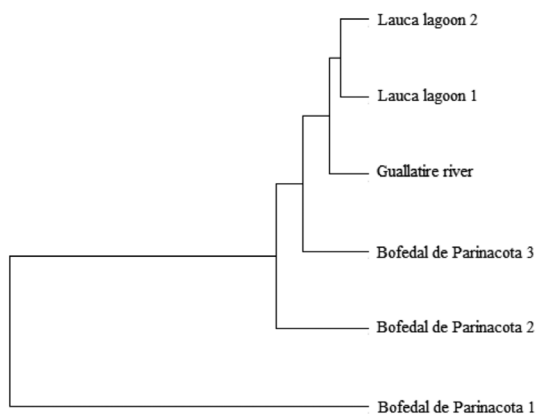 Lauca lagoon 2
Lauca lagoon 1
Guallatire river
Bofedal de Parinacota 3
Bofedal de Parinacota 2
Bofedal de Parinacota 1